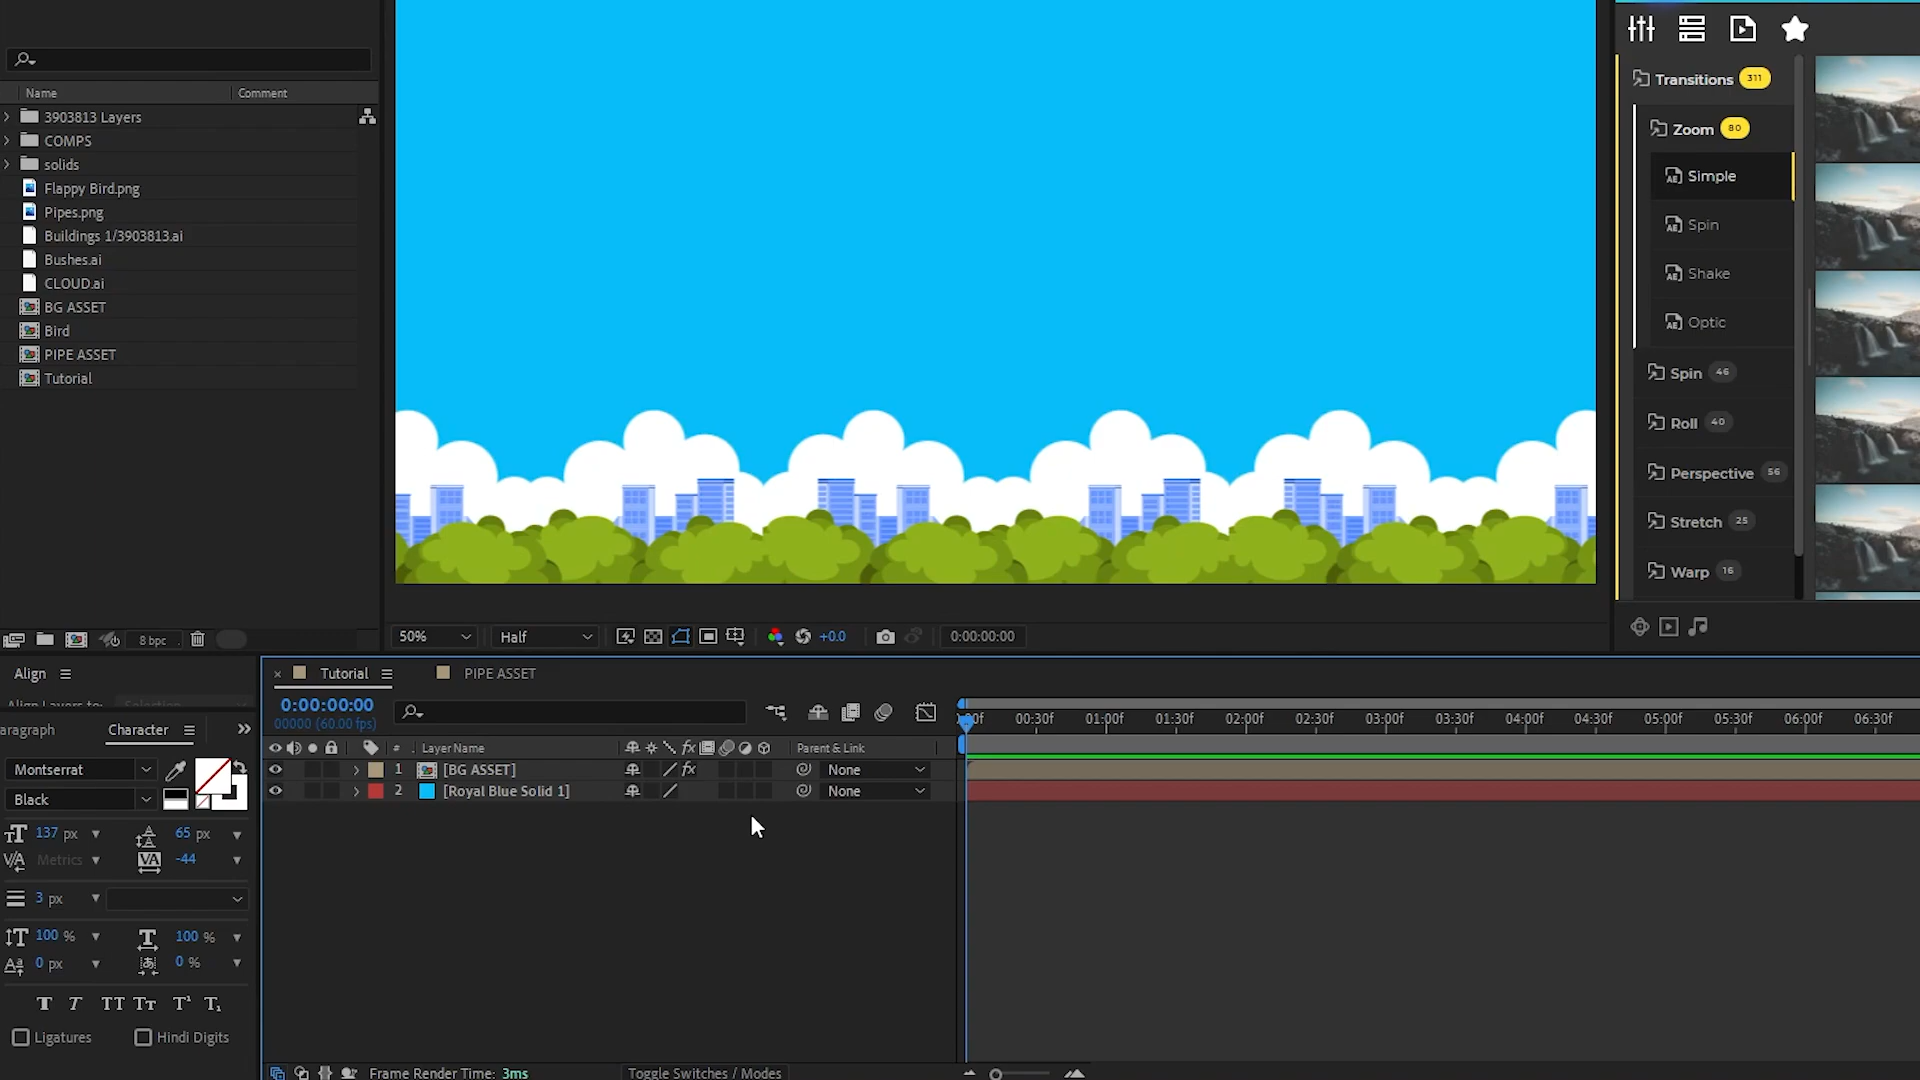 Name Comment
3903813 Layers
COMPS
solids
Flappy Bird.png
Pipes.png
Buildings 1/3903813.ai
Bushes.ai
CLOUD.ai
BG ASSET
Bird
PIPE ASSET
Tutorial
8 bpc
50% Half +0.0 0:00:00:00
Transitions 311
Zoom 80
Simple
Spin
Shake
Optic
Spin 46
Roll 40
Perspective 56
Stretch 25
Warp 16
Align
Align Layers to: Selection
aragraph Character
Montserrat
Black
137 px 65 px
Metrics -44
3 px
100 % 100 %
0 px 0 %
T T TT Tt T¹ T₁
Ligatures Hindi Digits
× Tutorial PIPE ASSET
0:00:00:00
00000 (60.00 fps)
00f 00:30f 01:00f 01:30f 02:00f 02:30f 03:00f 03:30f 04:00f 04:30f 05:00f 05:30f 06:00f 06:30f
# Layer Name fx Parent & Link
1 [BG ASSET] fx None
2 [Royal Blue Solid 1] None
Frame Render Time: 3ms Toggle Switches / Modes